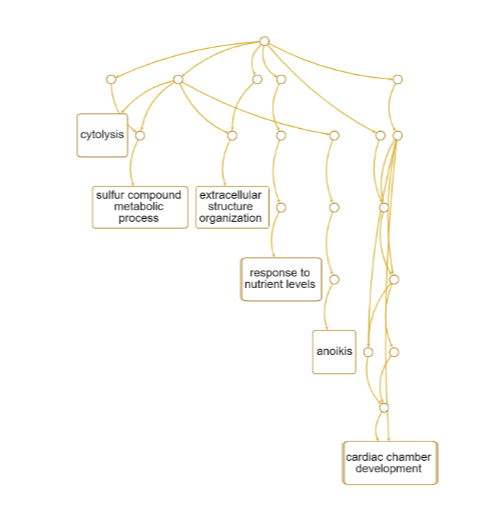 cytolysis
sulfur compound
metabolic
process
extracellular
structure
organization
response to
nutrient levels
anoikis
cardiac chamber
development